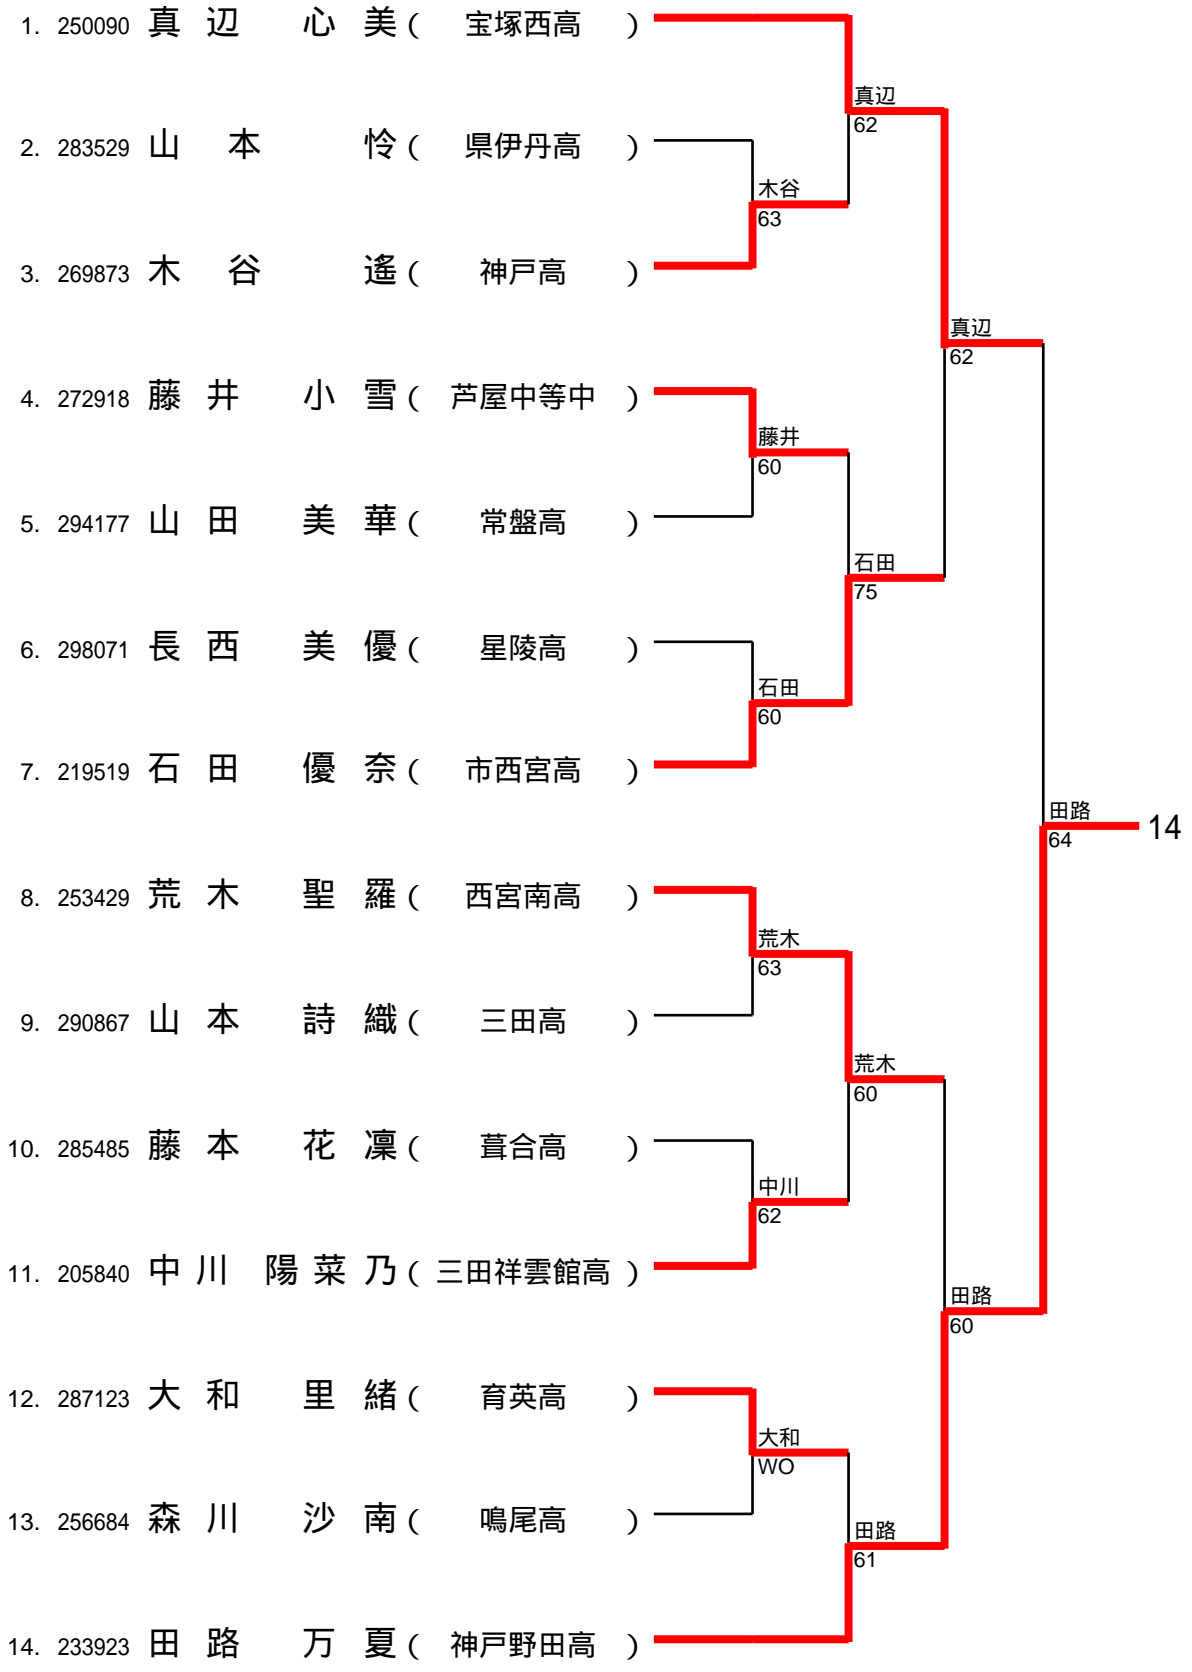 1. 250090 真辺 心美 ( 宝塚西高 )
真辺
62
2. 283529 山本 怜 ( 県伊丹高 )
木谷
63
3. 269873 木谷 遙 ( 神戸高 )
真辺
62
4. 272918 藤井 小雪 ( 芦屋中等中 )
藤井
60
5. 294177 山田 美華 ( 常盤高 )
石田
75
6. 298071 長西 美優 ( 星陵高 )
石田
60
7. 219519 石田 優奈 ( 市西宮高 )
田路
64
14
8. 253429 荒木 聖羅 ( 西宮南高 )
荒木
63
9. 290867 山本 詩織 ( 三田高 )
荒木
60
10. 285485 藤本 花凜 ( 葺合高 )
中川
62
11. 205840 中川 陽菜乃 ( 三田祥雲館高 )
田路
60
12. 287123 大和 里緒 ( 育英高 )
大和
WO
13. 256684 森川 沙南 ( 鳴尾高 )
田路
61
14. 233923 田路 万夏 ( 神戸野田高 )